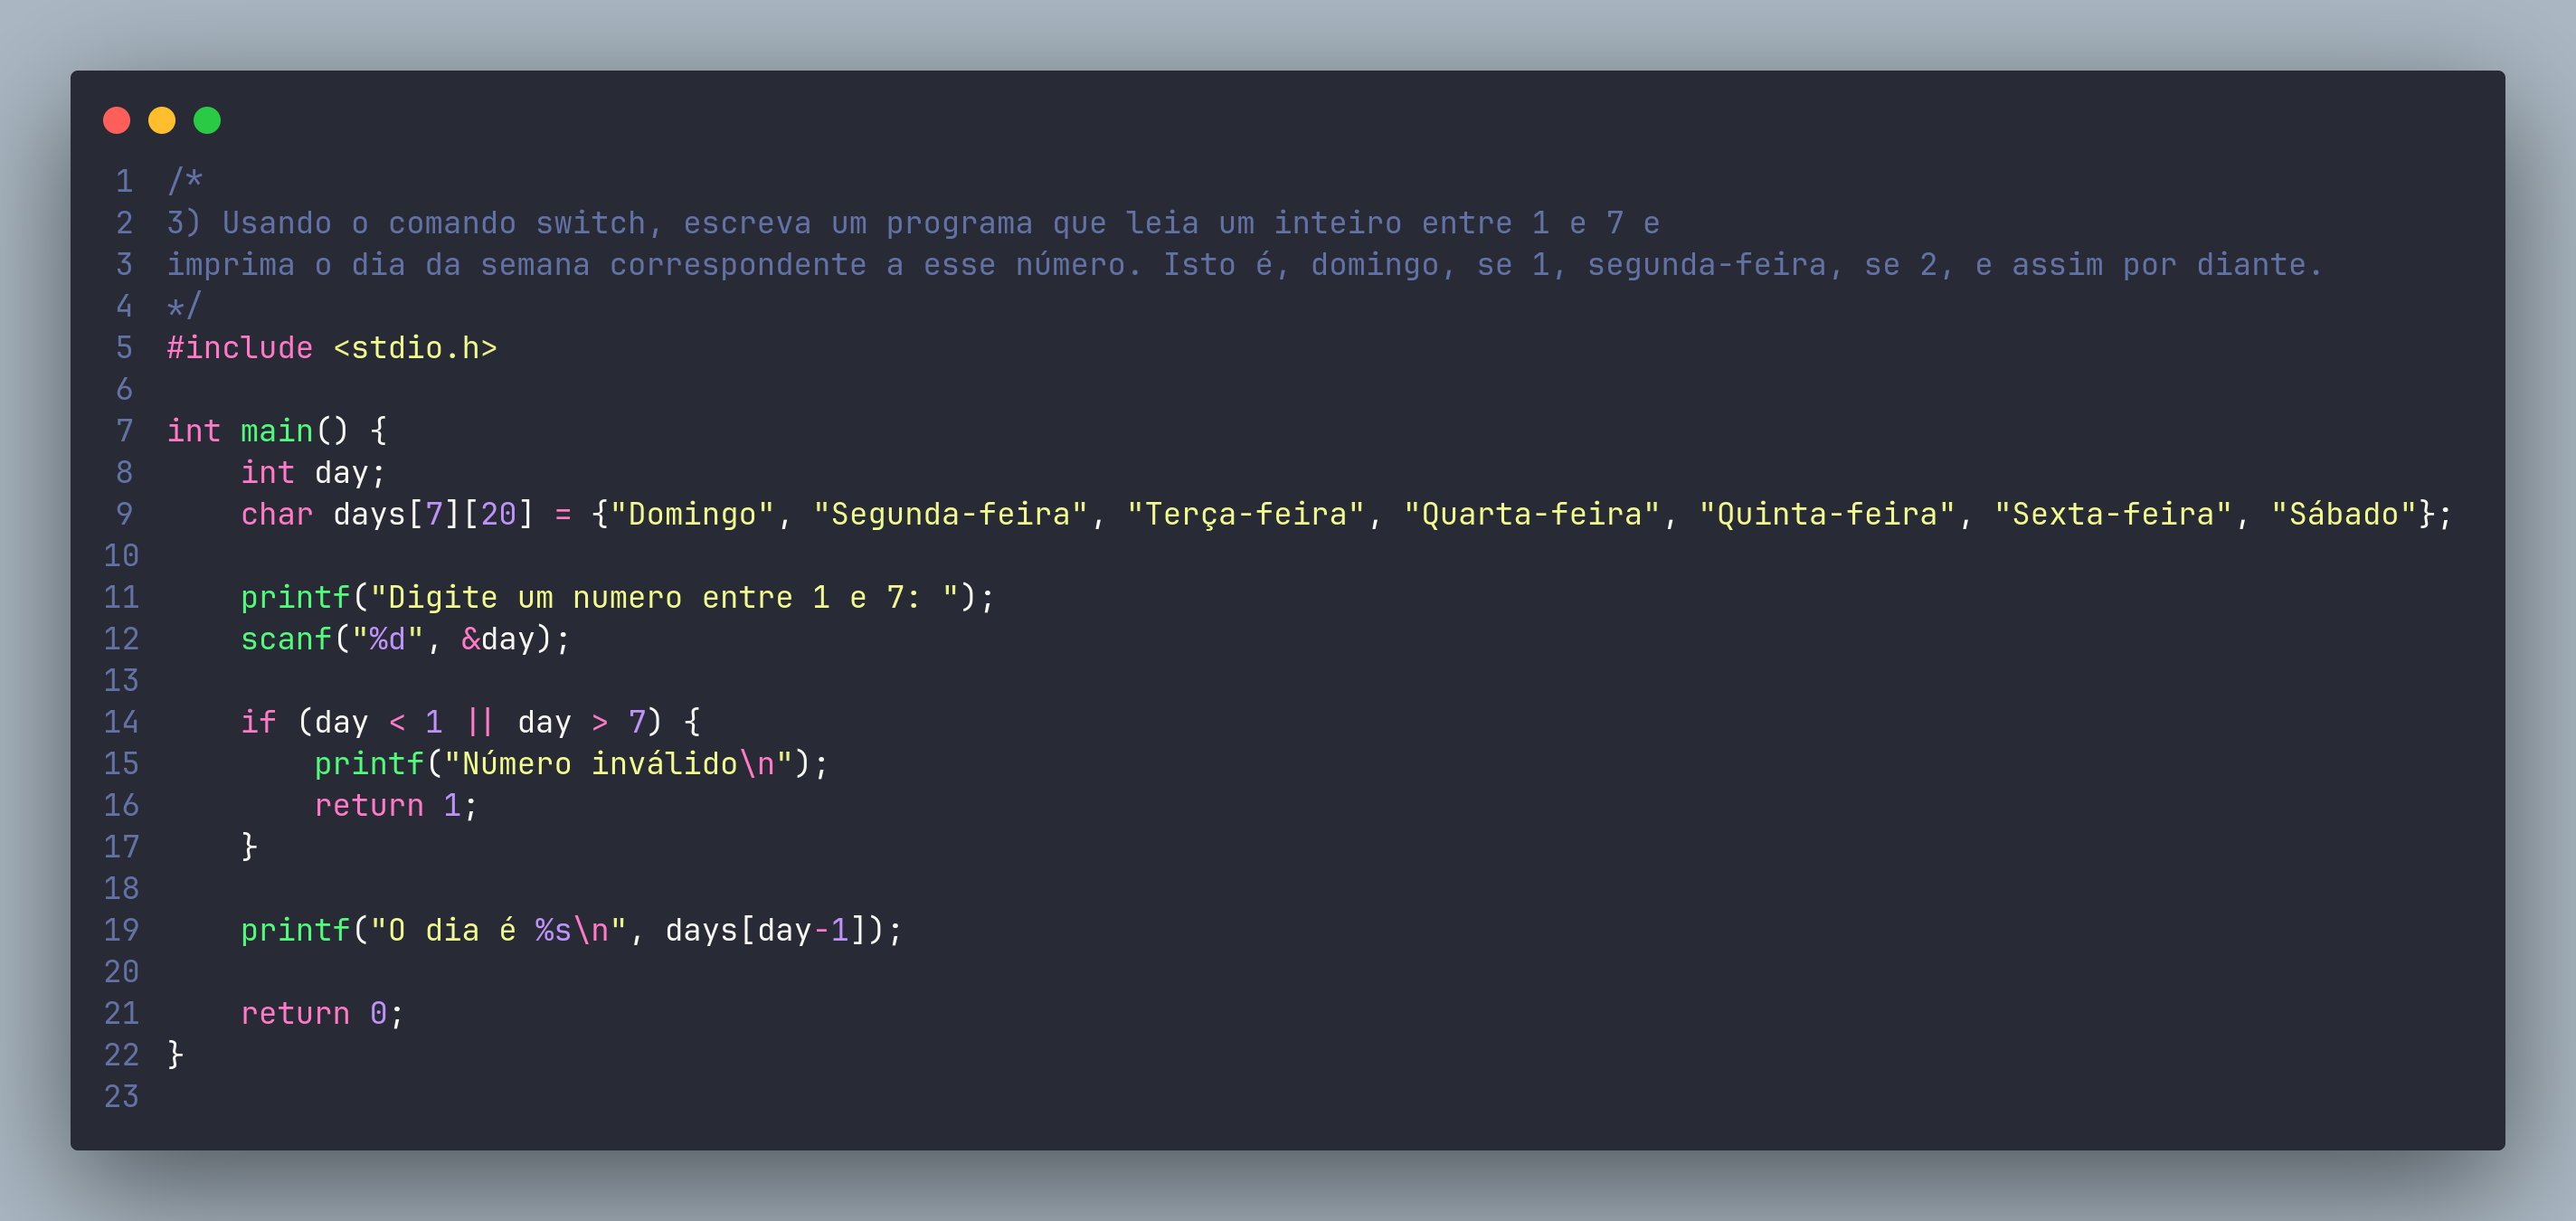 1 /*
2 3) Usando o comando switch, escreva um programa que leia um inteiro entre 1 e 7 e
3 imprima o dia da semana correspondente a esse número. Isto é, domingo, se 1, segunda-feira, se 2, e assim por diante.
4 */
5 #include <stdio.h>
6
7 int main() {
8     int day;
9     char days[7][20] = {"Domingo", "Segunda-feira", "Terça-feira", "Quarta-feira", "Quinta-feira", "Sexta-feira", "Sábado"};
10
11     printf("Digite um numero entre 1 e 7: ");
12     scanf("%d", &day);
13
14     if (day < 1 || day > 7) {
15         printf("Número inválido\n");
16         return 1;
17     }
18
19     printf("O dia é %s\n", days[day-1]);
20
21     return 0;
22 }
23